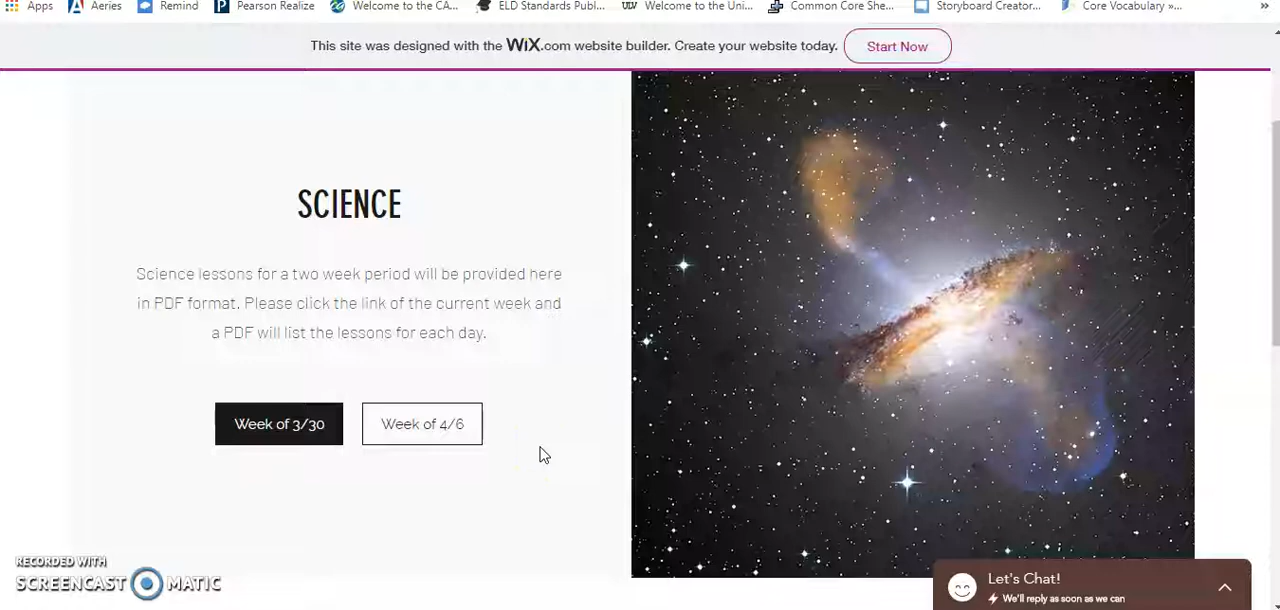 Apps Aeries Remind Pearson Realize Welcome to the CA... ELD Standards Publ... Welcome to the Uni... Common Core She... Storyboard Creator... Core Vocabulary »... »
This site was designed with the WiX.com website builder. Create your website today. Start Now
SCIENCE
Science lessons for a two week period will be provided here
in PDF format. Please click the link of the current week and
a PDF will list the lessons for each day.
Week of 3/30 Week of 4/6
RECORDED WITH
SCREENCAST MATIC
Let's Chat!
We'll reply as soon as we can